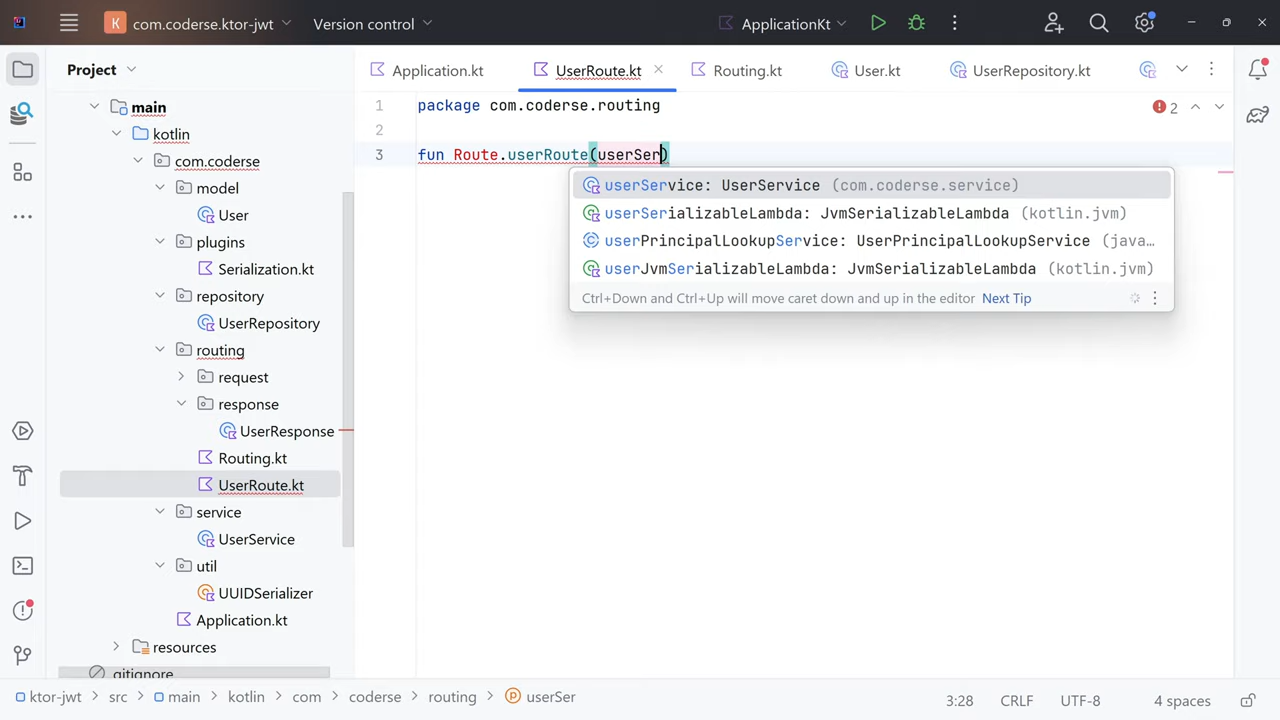 K com.coderse.ktor-jwt Version control ApplicationKt
Project
Application.kt UserRoute.kt Routing.kt User.kt UserRepository.kt
main
kotlin
com.coderse
model
User
plugins
Serialization.kt
repository
UserRepository
routing
request
response
UserResponse
Routing.kt
UserRoute.kt
service
UserService
util
UUIDSerializer
Application.kt
resources
.gitignore
1 package com.coderse.routing
2
2
3 fun Route.userRoute(userSer)
userService: UserService (com.coderse.service)
userSerializableLambda: JvmSerializableLambda (kotlin.jvm)
userPrincipalLookupService: UserPrincipalLookupService (java…
userJvmSerializableLambda: JvmSerializableLambda (kotlin.jvm)
Ctrl+Down and Ctrl+Up will move caret down and up in the editor Next Tip
ktor-jwt > src > main > kotlin > com > coderse > routing > userSer
3:28 CRLF UTF-8 4 spaces